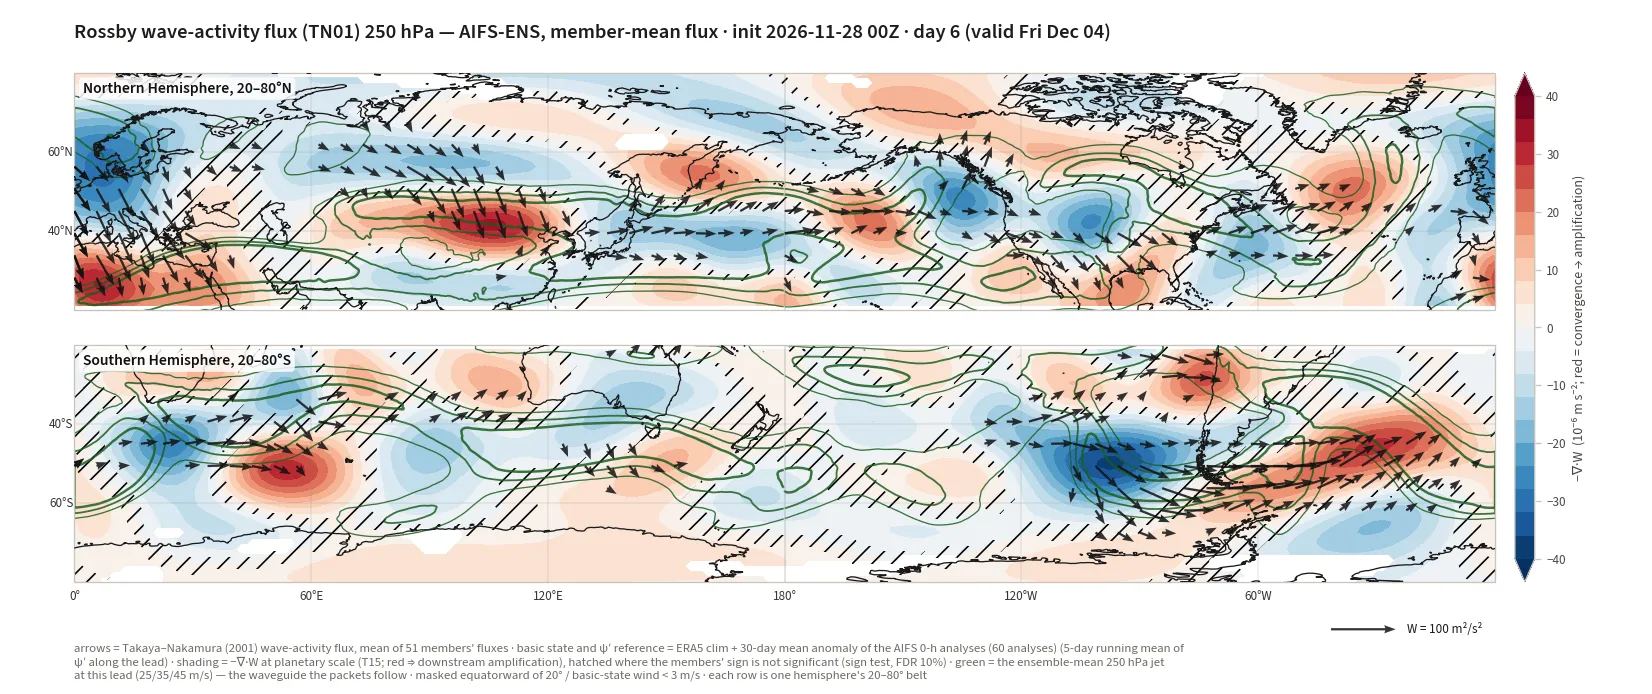 Rossby wave-activity flux (TN01) 250 hPa — AIFS-ENS, member-mean flux · init 2026-11-28 00Z · day 6 (valid Fri Dec 04)
Northern Hemisphere, 20–80°N
60°N
40°N
Southern Hemisphere, 20–80°S
40°S
60°S
0°
60°E
120°E
180°
120°W
60°W
40
30
20
10
0
−10
−20
−30
−40
−∇·W (10⁻⁶ m s⁻²; red = convergence → amplification)
W = 100 m²/s²
arrows = Takaya–Nakamura (2001) wave-activity flux, mean of 51 members' fluxes · basic state and ψ' reference = ERA5 clim + 30-day mean anomaly of the AIFS 0-h analyses (60 analyses) (5-day running mean of
ψ' along the lead) · shading = −∇·W at planetary scale (T15; red ⇒ downstream amplification), hatched where the members' sign is not significant (sign test, FDR 10%) · green = the ensemble-mean 250 hPa jet
at this lead (25/35/45 m/s) — the waveguide the packets follow · masked equatorward of 20° / basic-state wind < 3 m/s · each row is one hemisphere's 20–80° belt